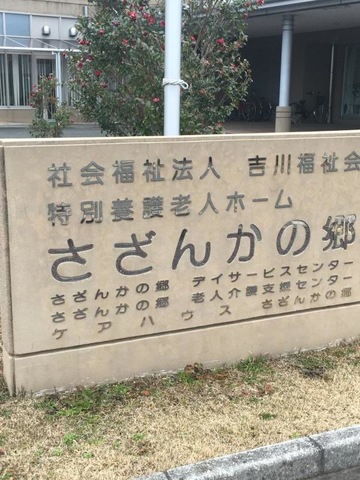 社会福祉法人 吉川福祉会
特別養護老人ホーム
さざんかの郷
さざんかの郷 デイサービスセンター
さざんかの郷 老人介護支援センター
ケアハウス さざんかの郷